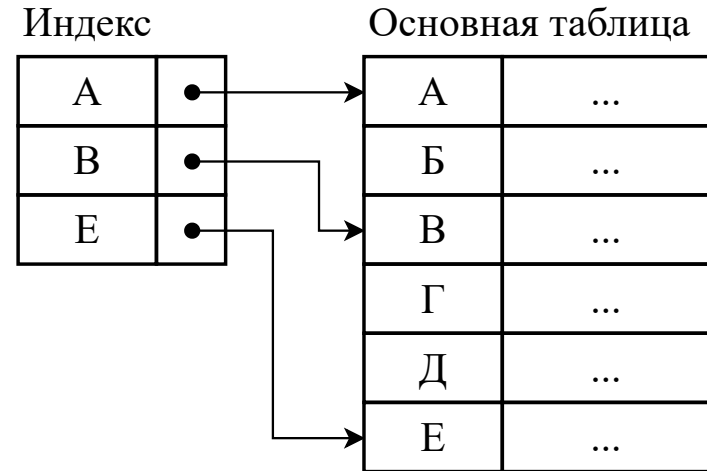 Индекс
Основная таблица
А
В
Е
А ...
Б ...
В ...
Г ...
Д ...
Е ...